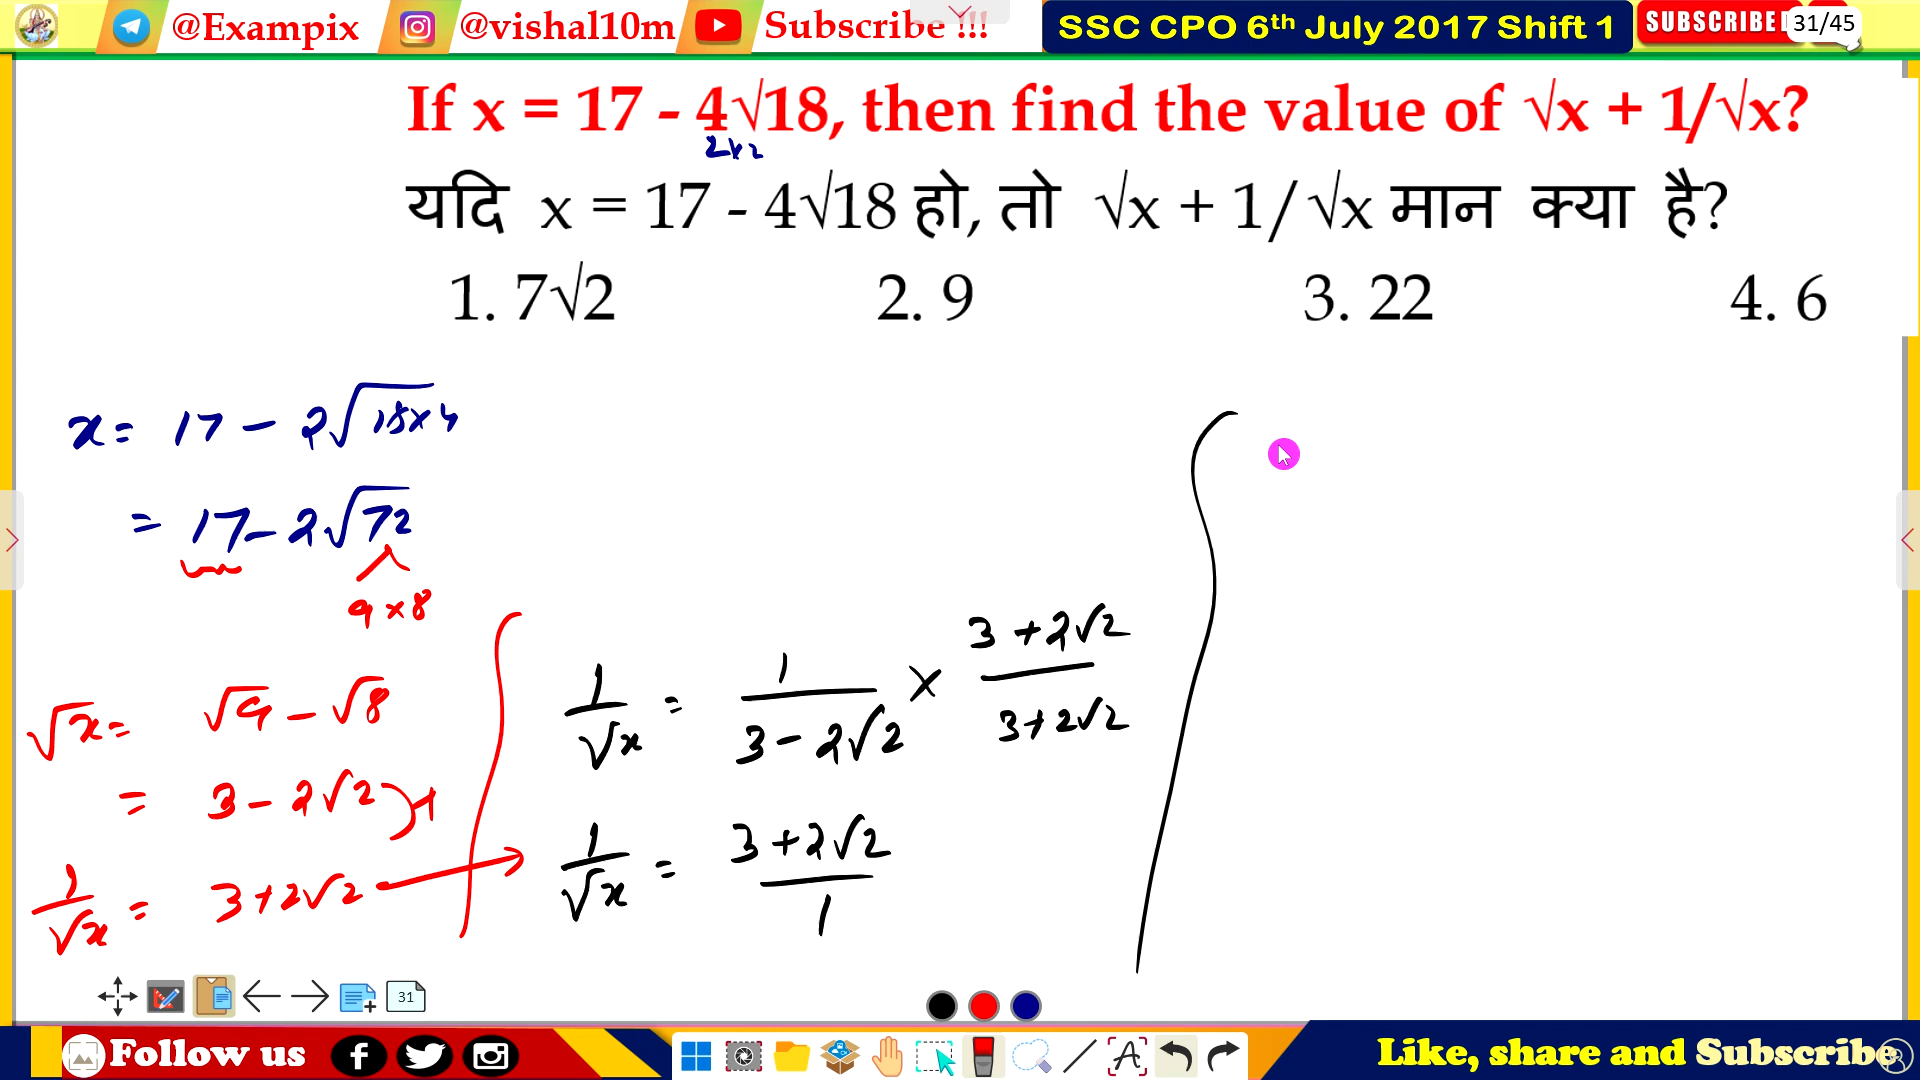 @Exampix @vishal10m Subscribe !!! SSC CPO 6th July 2017 Shift 1 SUBSCRIBE 31/45
If x = 17 - 4√18, then find the value of √x + 1/√x?
2x2
यदि x = 17 - 4√18 हो, तो √x + 1/√x मान क्या है?
1. 7√2 2. 9 3. 22 4. 6
x = 17 - 2√18x4
= 17 - 2√72
9 x 8
√x = √9 - √8
= 3 - 2√2
1/√x = 3+2√2
1/√x = 1/(3 - 2√2) x (3 + 2√2)/(3+2√2)
1/√x = (3+2√2)/1
31
Follow us Like, share and Subscribe